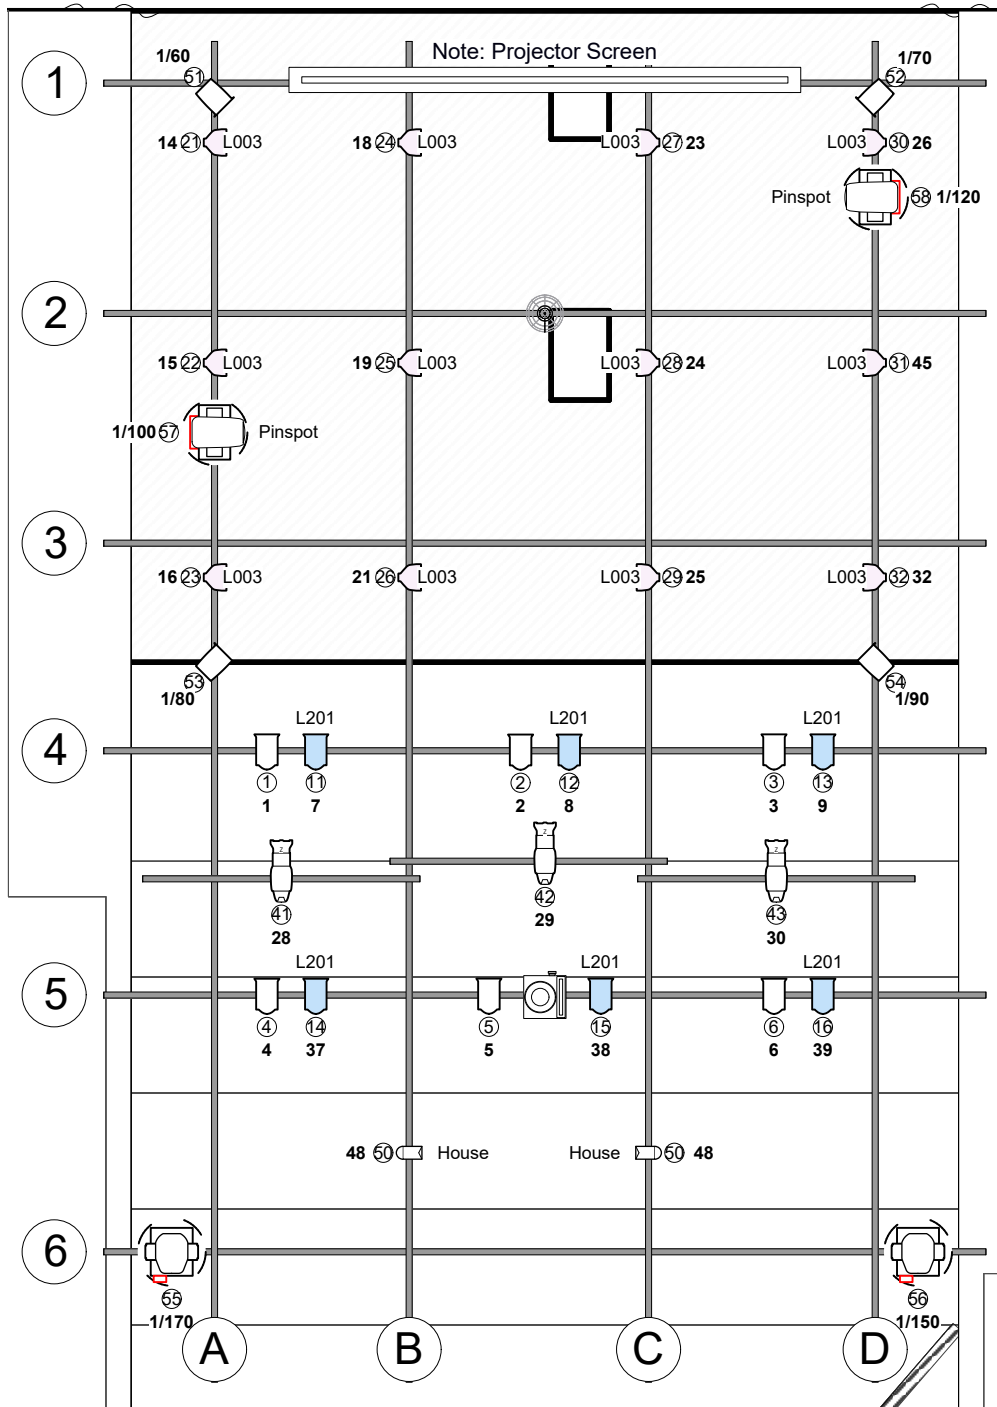 Note: Projector Screen
1/60
1/70
51
52
1
14 21 L003
18 24 L003
L003 27 23
L003 30 26
Pinspot 58 1/120
2
15 22 L003
19 25 L003
L003 28 24
L003 31 45
1/100 57 Pinspot
3
16 23 L003
21 26 L003
L003 29 25
L003 32 32
53
54
1/80
1/90
L201
L201
L201
4
1 11 2 12 3 13
1 7 2 8 3 9
z
z
z
41
42
43
28
29
30
L201
L201
L201
5
4 14 5 15 6 16
4 37 5 38 6 39
48 50 House
House 50 48
6
55
56
1/170
1/150
A
B
C
D